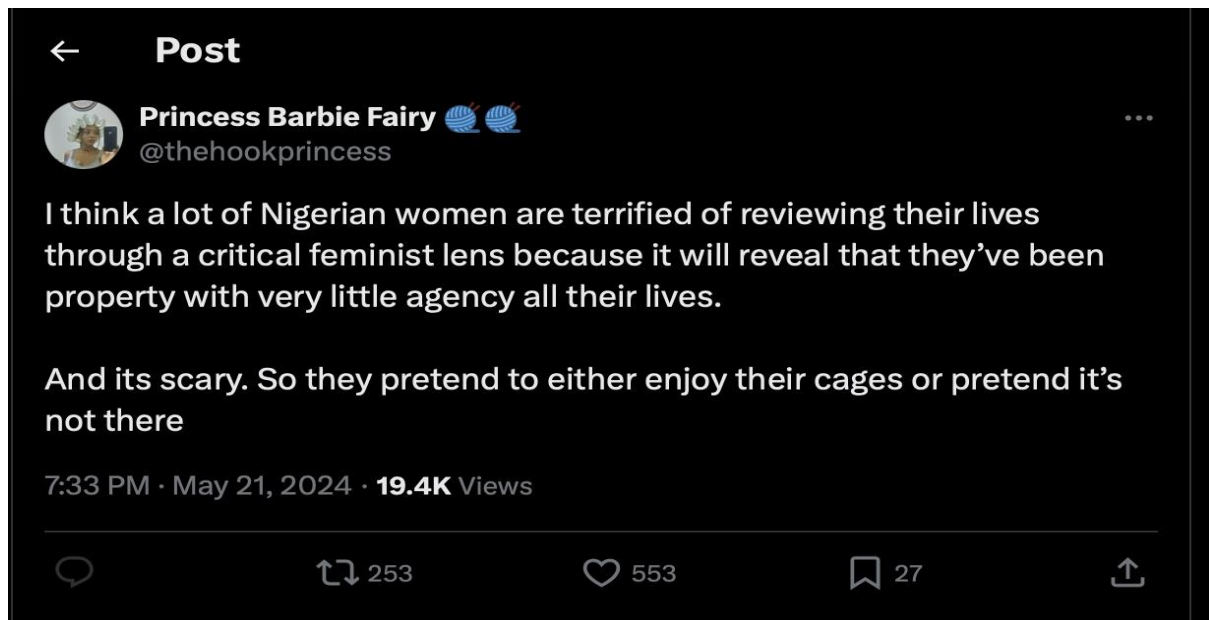 Post
Princess Barbie Fairy 🧶🧶
@thehookprincess
I think a lot of Nigerian women are terrified of reviewing their lives
through a critical feminist lens because it will reveal that they’ve been
property with very little agency all their lives.
And its scary. So they pretend to either enjoy their cages or pretend it’s
not there
7:33 PM · May 21, 2024 · 19.4K Views
253 553 27